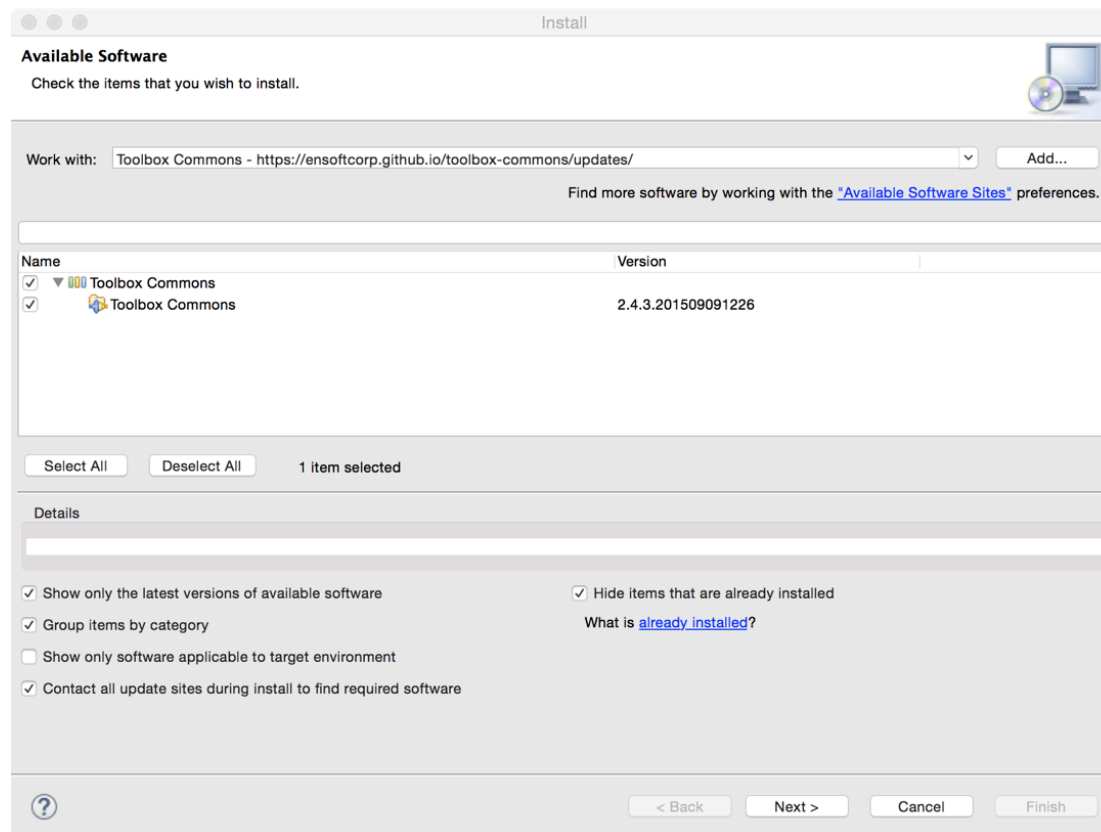 Install
Available Software
Check the items that you wish to install.
Work with: Toolbox Commons - https://ensoftcorp.github.io/toolbox-commons/updates/ Add...
Find more software by working with the "Available Software Sites" preferences.
Name Version
Toolbox Commons
Toolbox Commons 2.4.3.201509091226
Select All Deselect All 1 item selected
Details
Show only the latest versions of available software Hide items that are already installed
Group items by category What is already installed?
Show only software applicable to target environment
Contact all update sites during install to find required software
? < Back Next > Cancel Finish